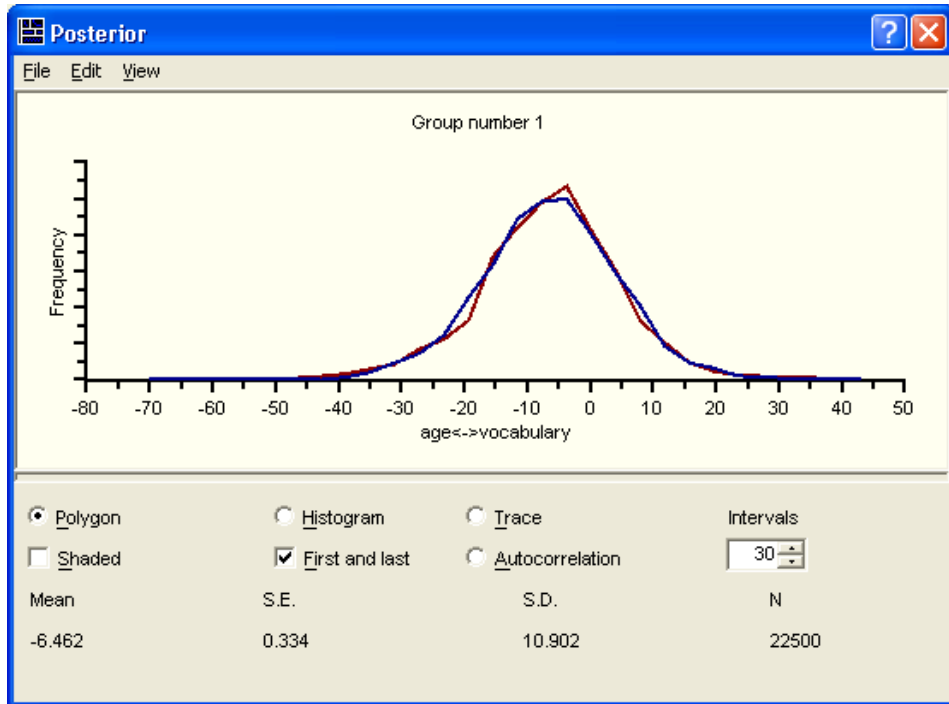 Posterior
File Edit View
Group number 1
Frequency
-80 -70 -60 -50 -40 -30 -20 -10 0 10 20 30 40 50
age<->vocabulary
Polygon Histogram Trace Intervals
Shaded First and last Autocorrelation 30
Mean S.E. S.D. N
-6.462 0.334 10.902 22500